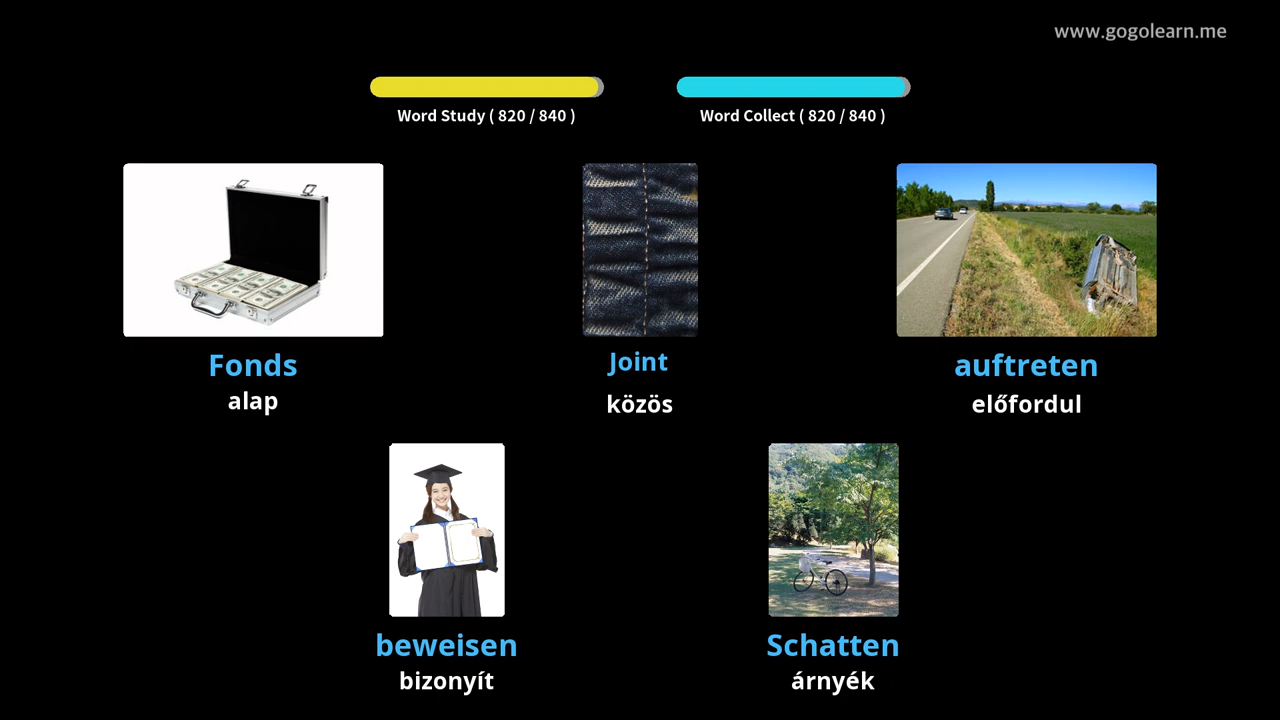 www.gogolearn.me
Word Study ( 820 / 840 )
Word Collect ( 820 / 840 )
Fonds
alap
Joint
közös
auftreten
előfordul
beweisen
bizonyít
Schatten
árnyék